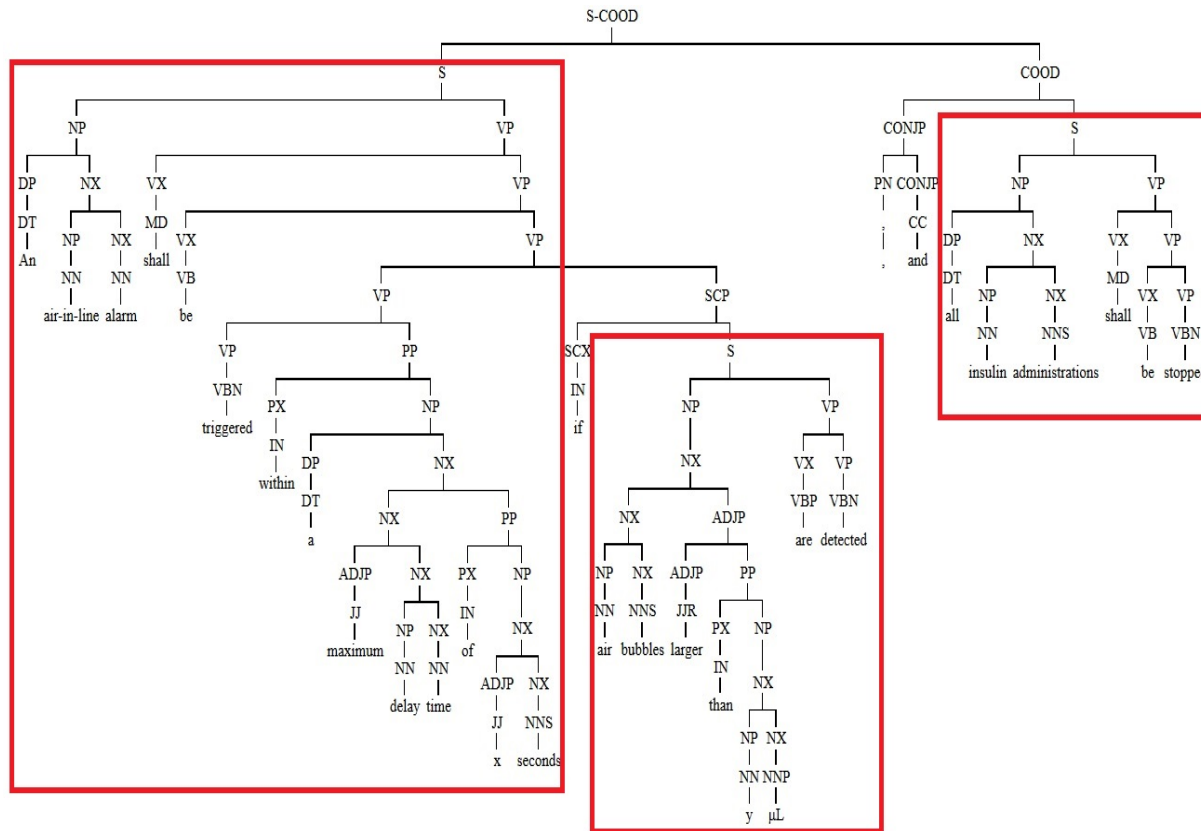 S-COOD
S COOD
NP VP CONJP S
DP NX VX VP PN CONJP NP VP
DT NP NX MD VX VP , CC DP NX VX VP
An NN NN shall VB VP SCP , and DT NP NX MD VX VP
air-in-line alarm be all NN NNS shall VB VBN
VP PP SCX S insulin administrations be stoppe
VBN PX NP IN NP VP
triggered IN DP NX if NX VX VP
within DT NX PP NX ADJP VBP VBN
a ADJP NX PX NP NP NX ADJP PP are detected
JJ NP NX IN NX NN NNS JJR PX NP
maximum NN NN of ADJP NX air bubbles larger IN NX
delay time JJ NNS than NP NX
x seconds NN NNP
y µL